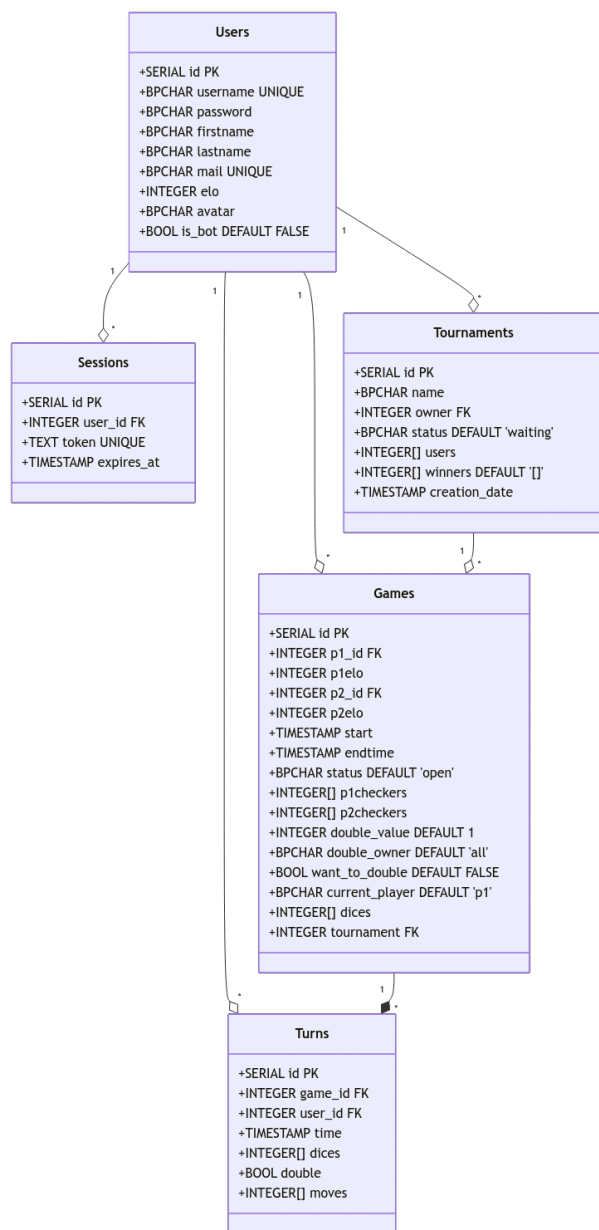 Users
+SERIAL id PK
+BPCHAR username UNIQUE
+BPCHAR password
+BPCHAR firstname
+BPCHAR lastname
+BPCHAR mail UNIQUE
+INTEGER elo
+BPCHAR avatar
+BOOL is_bot DEFAULT FALSE
1
1
1
1
*
*
Sessions
+SERIAL id PK
+INTEGER user_id FK
+TEXT token UNIQUE
+TIMESTAMP expires_at
Tournaments
+SERIAL id PK
+BPCHAR name
+INTEGER owner FK
+BPCHAR status DEFAULT 'waiting'
+INTEGER[] users
+INTEGER[] winners DEFAULT '[]'
+TIMESTAMP creation_date
1
*
*
Games
+SERIAL id PK
+INTEGER p1_id FK
+INTEGER p1elo
+INTEGER p2_id FK
+INTEGER p2elo
+TIMESTAMP start
+TIMESTAMP endtime
+BPCHAR status DEFAULT 'open'
+INTEGER[] p1checkers
+INTEGER[] p2checkers
+INTEGER double_value DEFAULT 1
+BPCHAR double_owner DEFAULT 'all'
+BOOL want_to_double DEFAULT FALSE
+BPCHAR current_player DEFAULT 'p1'
+INTEGER[] dices
+INTEGER tournament FK
1
*
*
Turns
+SERIAL id PK
+INTEGER game_id FK
+INTEGER user_id FK
+TIMESTAMP time
+INTEGER[] dices
+BOOL double
+INTEGER[] moves